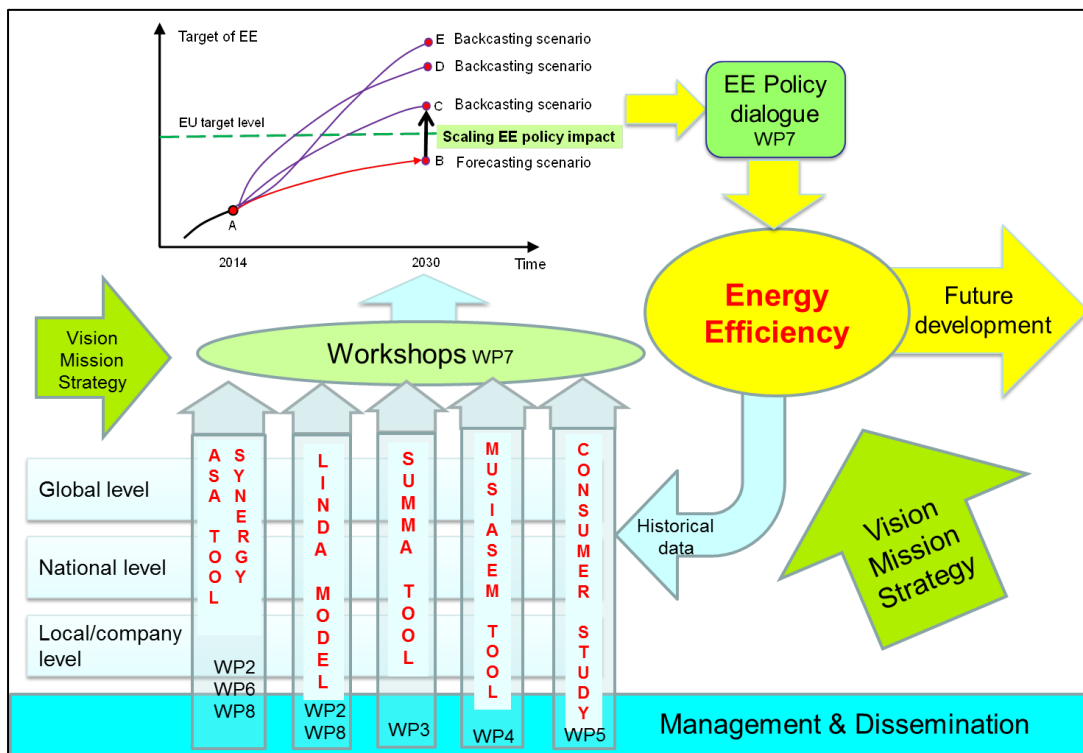 Target of EE
E Backcasting scenario
D Backcasting scenario
C Backcasting scenario
EU target level
Scaling EE policy impact
B Forecasting scenario
A
2014
2030
Time
EE Policy
dialogue
WP7
Energy
Efficiency
Future
development
Vision
Mission
Strategy
Workshops WP7
ASA TOOL
SYNERGY
LINDA MODEL
SUMMA TOOL
MUSIASEM TOOL
CONSUMER STUDY
Global level
National level
Local/company
level
Historical
data
Vision
Mission
Strategy
WP2
WP6
WP8
WP2
WP8
WP3
WP4
WP5
Management & Dissemination